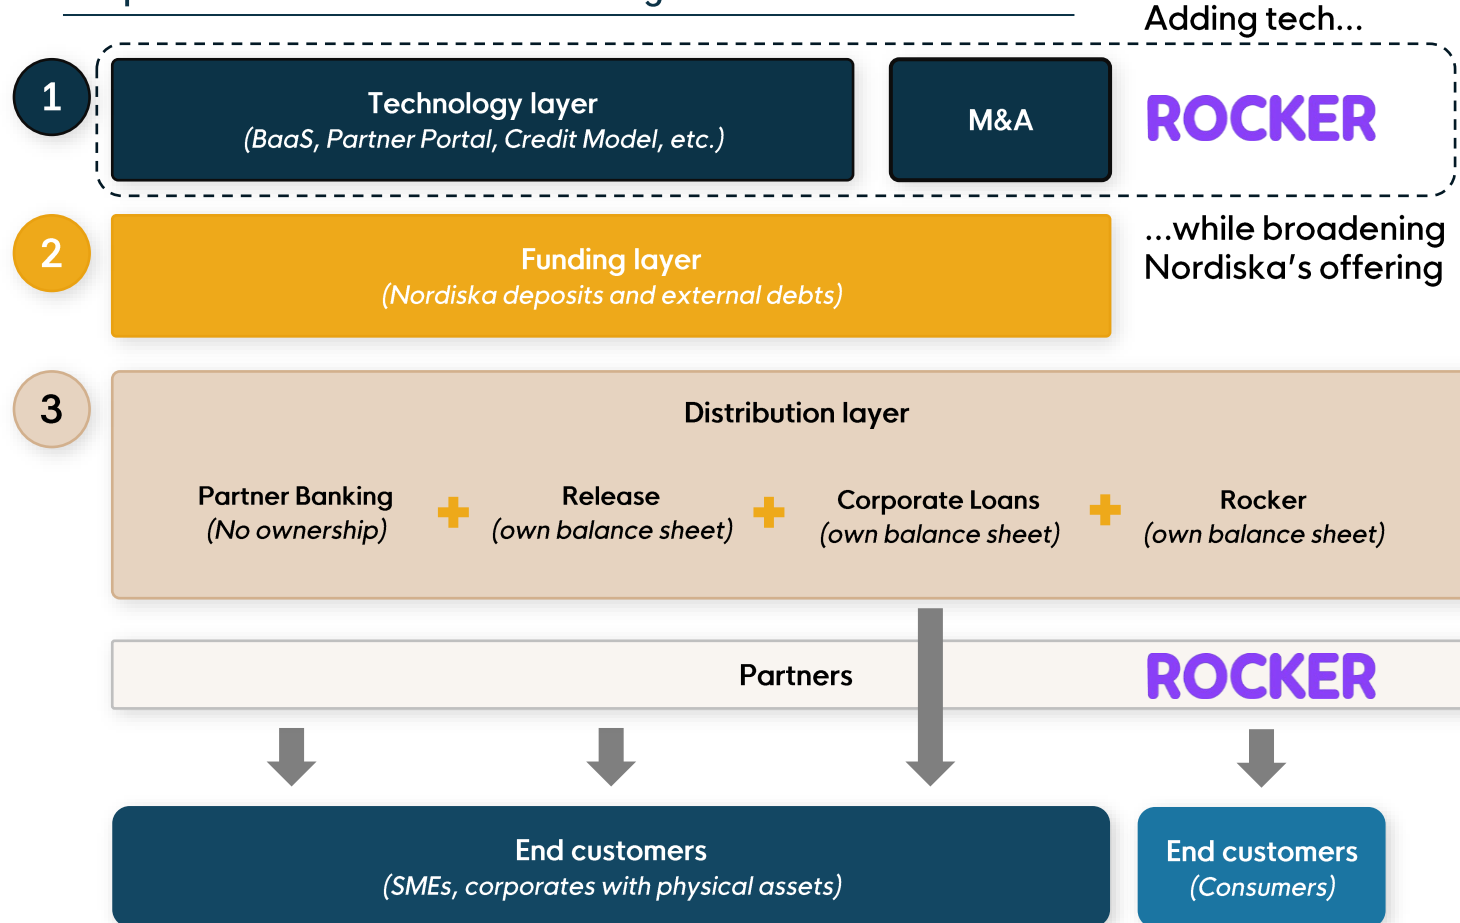 Adding tech...
1
Technology layer
(BaaS, Partner Portal, Credit Model, etc.)
M&A
ROCKER
2
Funding layer
(Nordiska deposits and external debts)
...while broadening
Nordiska's offering
3
Distribution layer
Partner Banking
(No ownership)
Release
(own balance sheet)
Corporate Loans
(own balance sheet)
Rocker
(own balance sheet)
Partners
ROCKER
End customers
(SMEs, corporates with physical assets)
End customers
(Consumers)